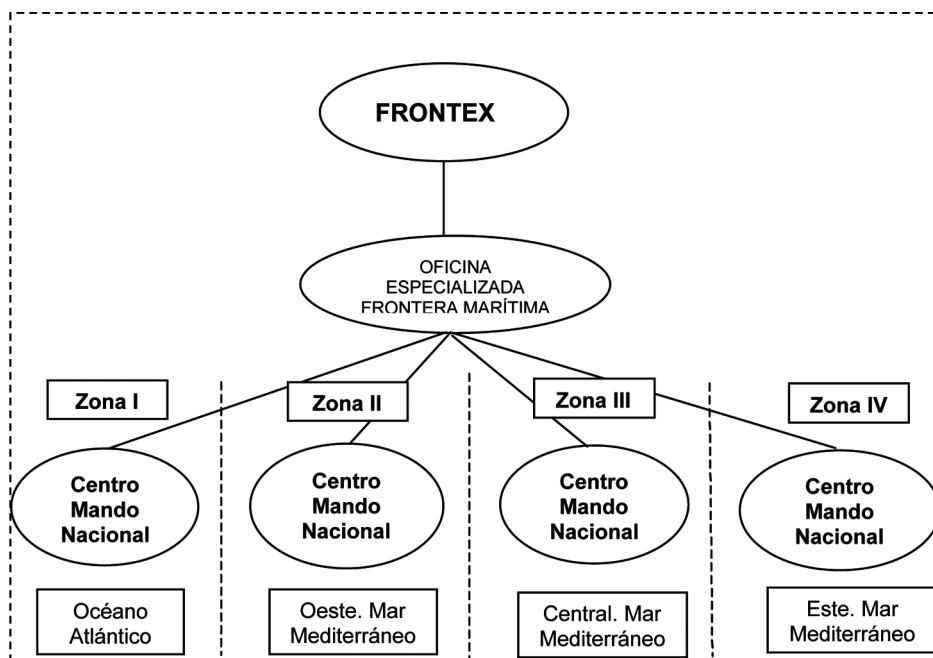 FRONTEX
OFICINA
ESPECIALIZADA
FRONTERA MARÍTIMA
Zona I
Zona II
Zona III
Zona IV
Centro
Mando
Nacional
Centro
Mando
Nacional
Centro
Mando
Nacional
Centro
Mando
Nacional
Océano
Atlántico
Oeste. Mar
Mediterráneo
Central. Mar
Mediterráneo
Este. Mar
Mediterráneo